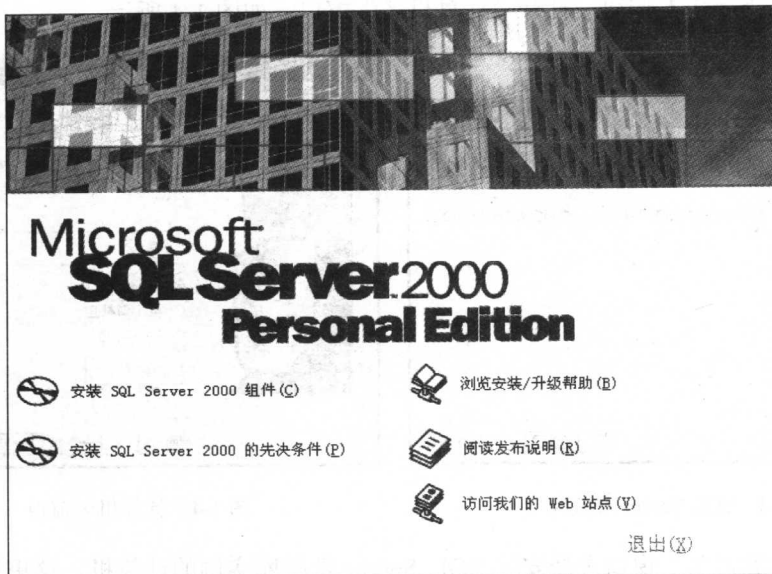 Microsoft
SQL Server 2000
Personal Edition
安装 SQL Server 2000 组件(C)
安装 SQL Server 2000 的先决条件(P)
浏览安装/升级帮助(B)
阅读发布说明(R)
访问我们的 Web 站点(V)
退出(X)